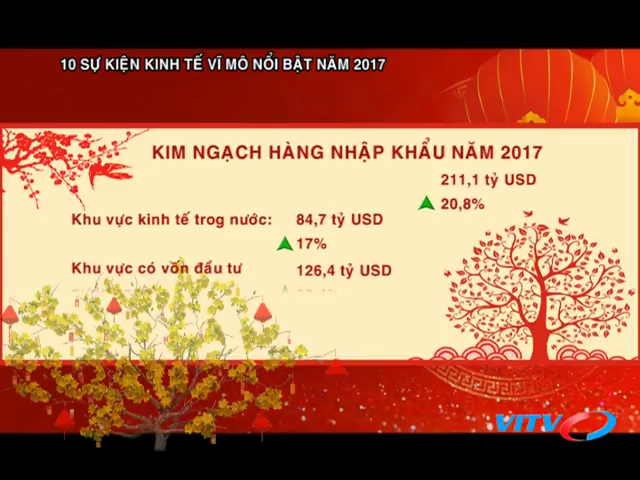 10 SỰ KIỆN KINH TẾ VĨ MÔ NỔI BẬT NĂM 2017
KIM NGẠCH HÀNG NHẬP KHẨU NĂM 2017
211,1 tỷ USD
20,8%
Khu vực kinh tế trog nước: 84,7 tỷ USD
17%
Khu vực có vốn đầu tư 126,4 tỷ USD
VITV